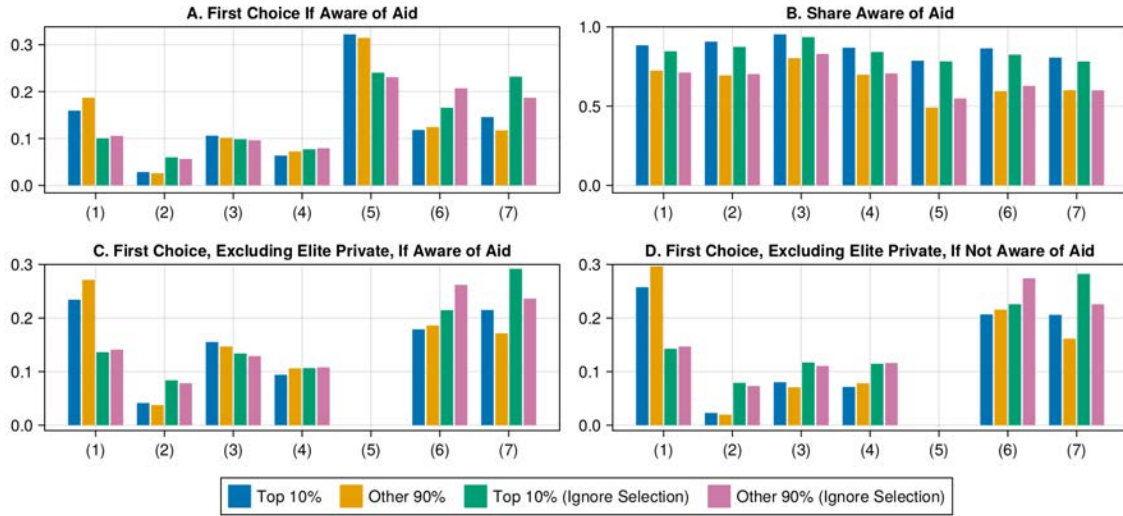 A. First Choice If Aware of Aid
0.3
0.2
0.1
0.0
(1) (2) (3) (4) (5) (6) (7)
B. Share Aware of Aid
1.0
0.5
0.0
(1) (2) (3) (4) (5) (6) (7)
C. First Choice, Excluding Elite Private, If Aware of Aid
0.3
0.2
0.1
0.0
(1) (2) (3) (4) (5) (6) (7)
D. First Choice, Excluding Elite Private, If Not Aware of Aid
0.3
0.2
0.1
0.0
(1) (2) (3) (4) (5) (6) (7)
Top 10% Other 90% Top 10% (Ignore Selection) Other 90% (Ignore Selection)